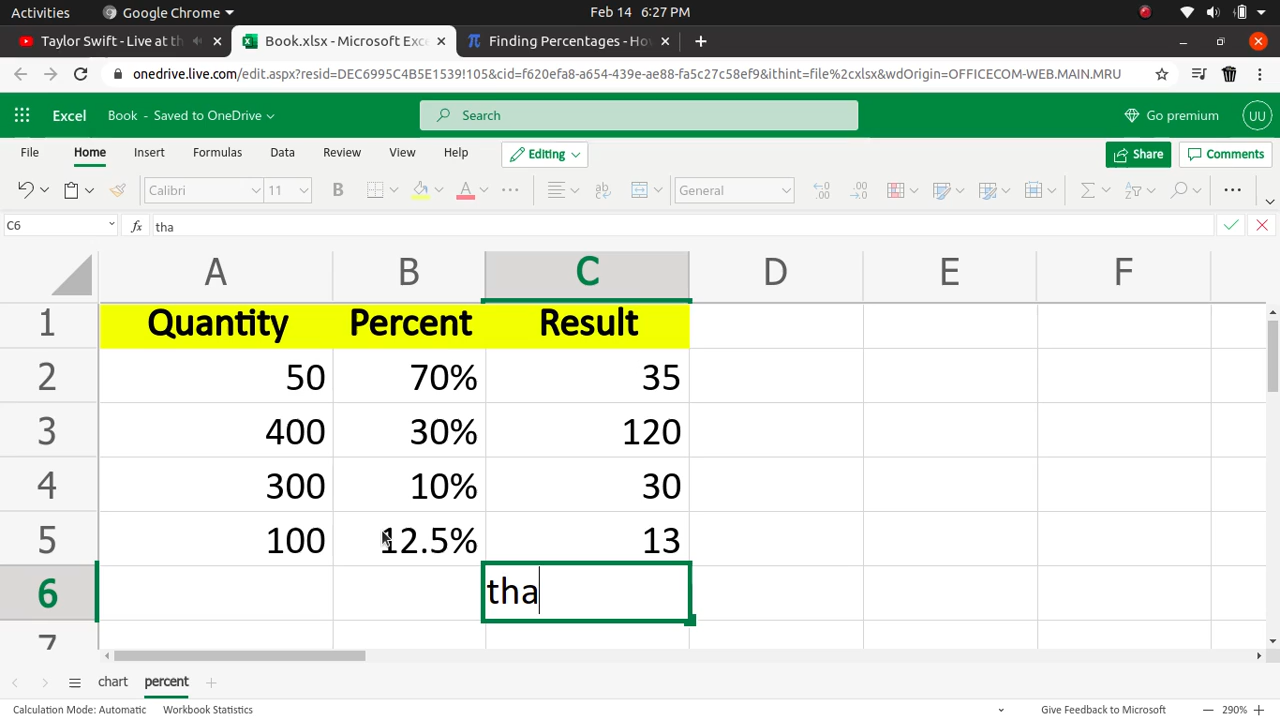 Activities Google Chrome Feb 14 6:27 PM
Taylor Swift - Live at th Book.xlsx - Microsoft Exce Finding Percentages - Ho
onedrive.live.com/edit.aspx?resid=DEC6995C4B5E1539!105&cid=f620efa8-a654-439e-ae88-fa5c27c58ef9&ithint=file%2cxlsx&wdOrigin=OFFICECOM-WEB.MAIN.MRU
Excel Book - Saved to OneDrive Search Go premium UU
File Home Insert Formulas Data Review View Help Editing Share Comments
Calibri 11 B A General .00
C6 fx tha
A B C D E F
1 Quantity Percent Result
2 50 70% 35
3 400 30% 120
4 300 10% 30
5 100 12.5% 13
6 tha
7
chart percent
Calculation Mode: Automatic Workbook Statistics Give Feedback to Microsoft 290%